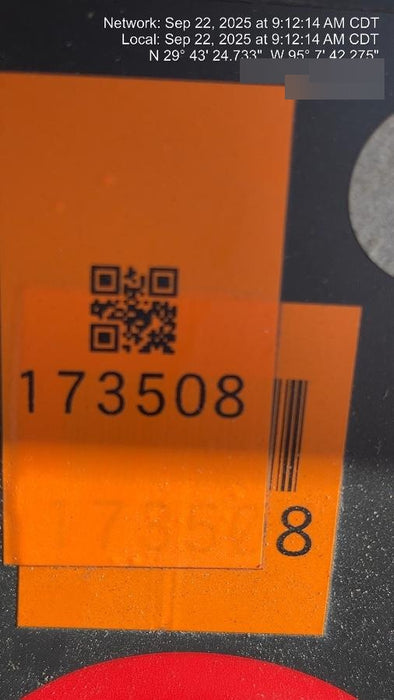 Network: Sep 22, 2025 at 9:12:14 AM CDT
Local: Sep 22, 2025 at 9:12:14 AM CDT
N 29° 43' 24.733", W 95° 7' 42.275"
173508
8